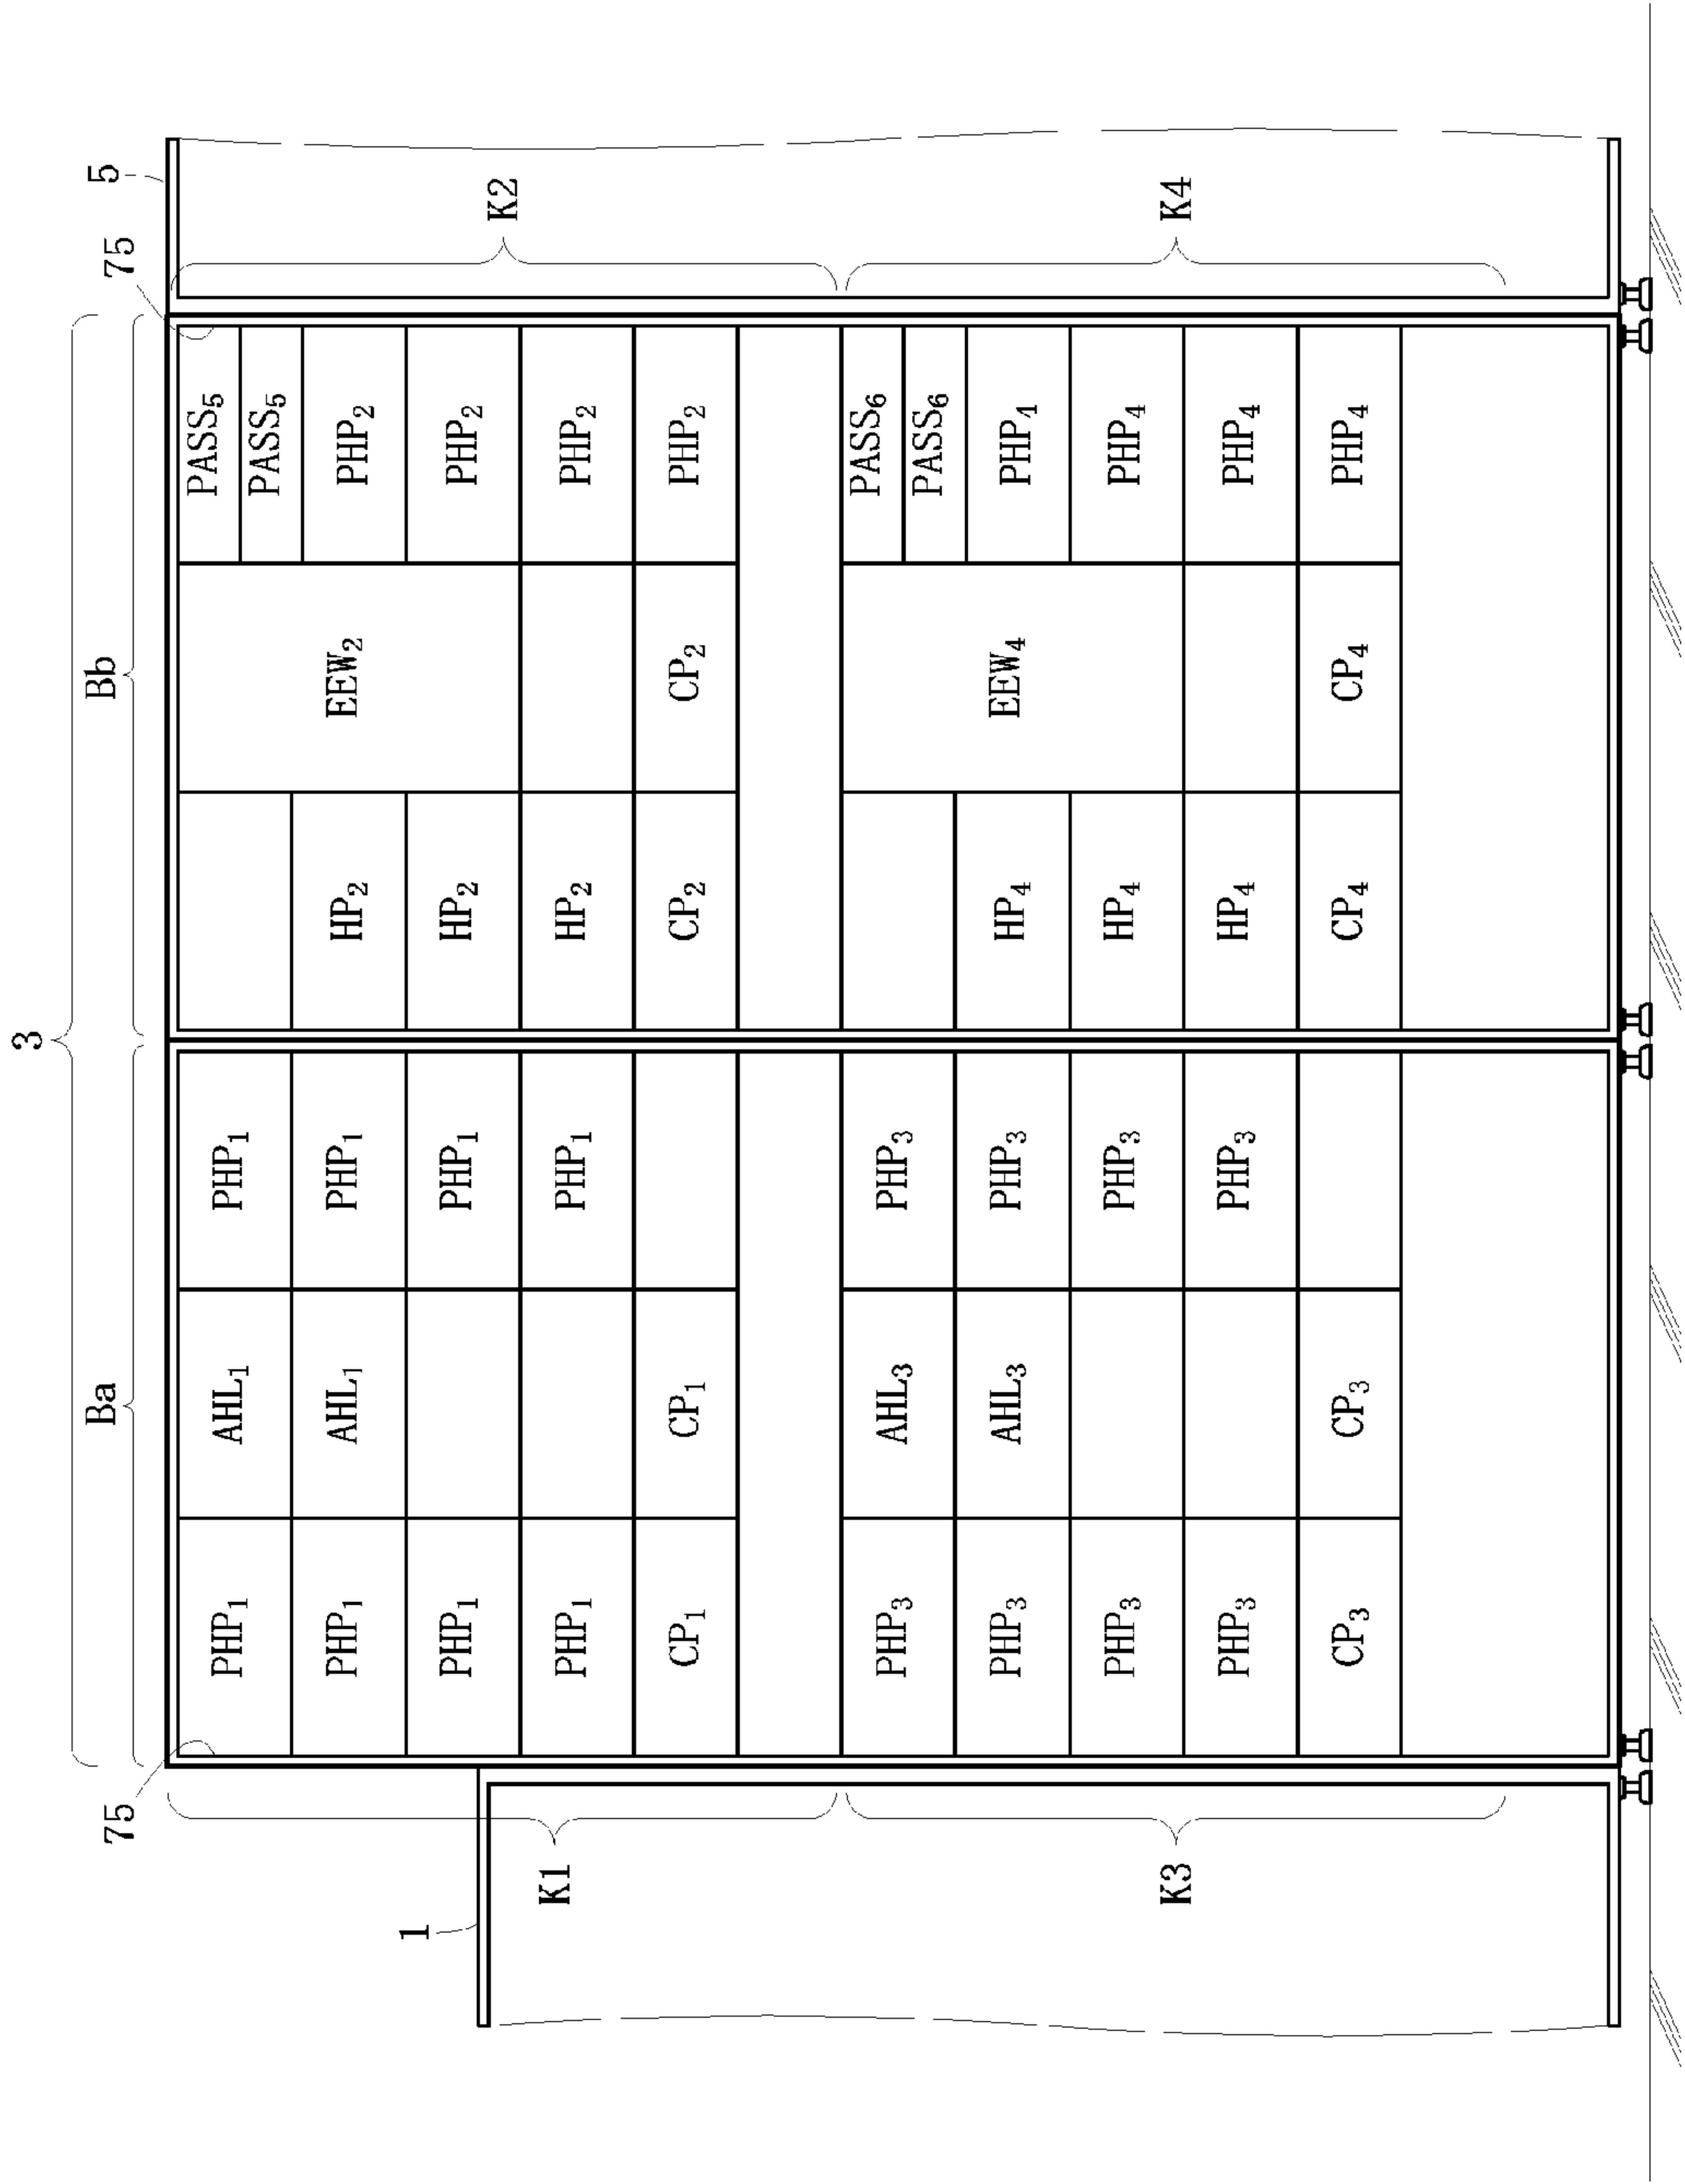 3
Ba Bb
75 75 5
PHP₁ AHL₁ PHP₁ PASS₅
PASS₅
PHP₁ AHL₁ PHP₁ HP₂ EEW₂ PHP₂
1
PHP₁ PHP₁ HP₂ PHP₂
K1 K2
PHP₁ PHP₁ HP₂ PHP₂
CP₁ CP₁ CP₂ CP₂ PHP₂
PHP₃ AHL₃ PHP₃ PASS₆
PASS₆
PHP₃ AHL₃ PHP₃ HP₄ EEW₄ PHP₄
PHP₃ PHP₃ HP₄ PHP₄
K3 K4
PHP₃ PHP₃ HP₄ PHP₄
CP₃ CP₃ CP₄ CP₄ PHP₄